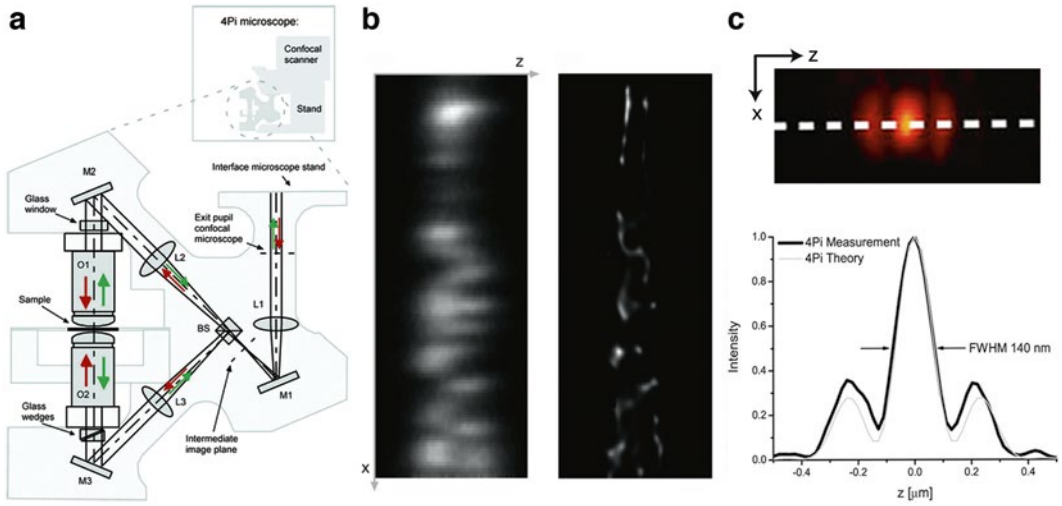 a
4Pi microscope:
Confocal
scanner
Stand
M2
Interface microscope stand
Glass
window
Exit pupil
confocal
microscope
O1
L2
Sample
L1
BS
O2
L3
M1
Glass
wedges
Intermediate
image plane
M3
b
z
x
c
z
x
1,0
0,8
0,6
0,4
0,2
0,0
Intensity
4Pi Measurement
4Pi Theory
FWHM 140 nm
-0.4
-0.2
0.0
0.2
0.4
z [µm]